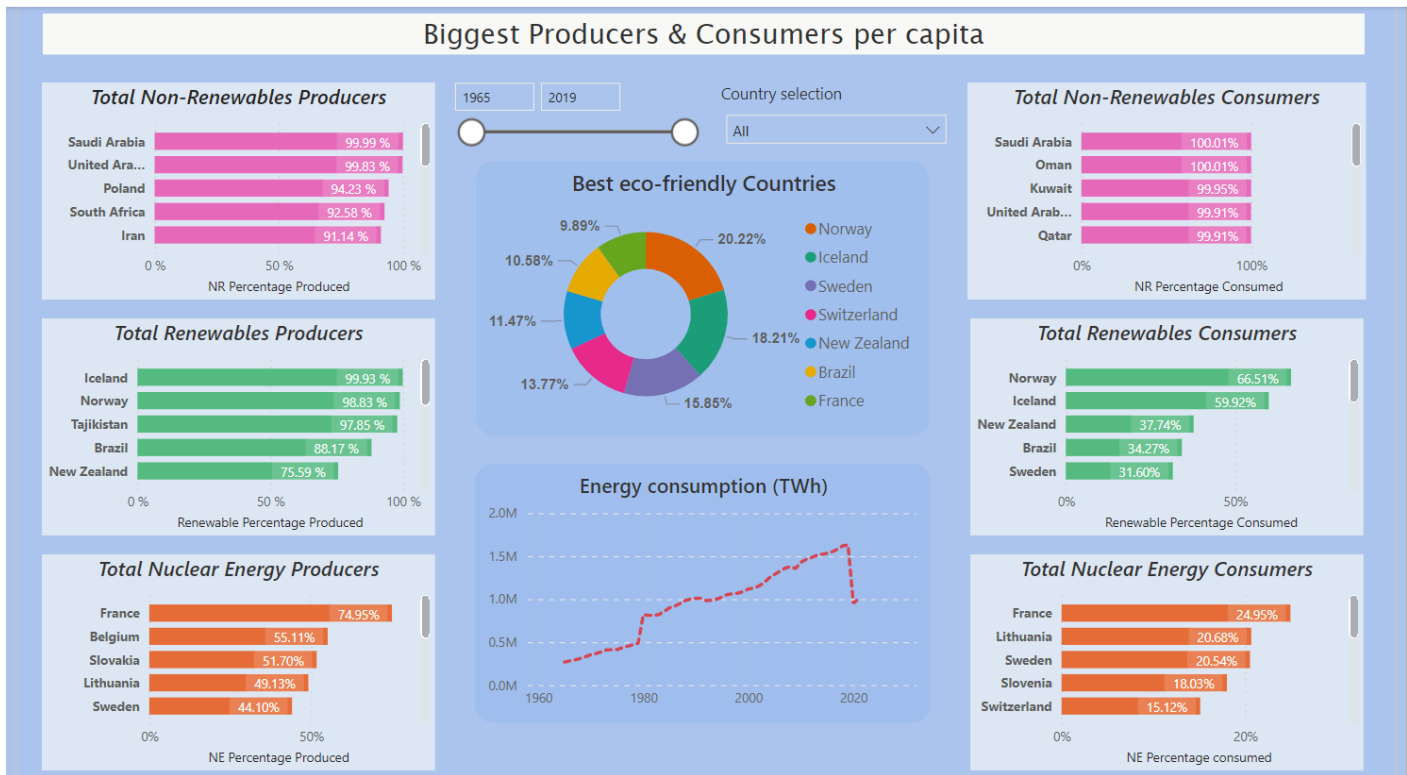 Biggest Producers & Consumers per capita
Total Non-Renewables Producers
Saudi Arabia 99.99 %
United Ara... 99.83 %
Poland 94.23 %
South Africa 92.58 %
Iran 91.14 %
0 % 50 % 100 %
NR Percentage Produced
Total Renewables Producers
Iceland 99.93 %
Norway 98.83 %
Tajikistan 97.85 %
Brazil 88.17 %
New Zealand 75.59 %
0 % 50 % 100 %
Renewable Percentage Produced
Total Nuclear Energy Producers
France 74.95%
Belgium 55.11%
Slovakia 51.70%
Lithuania 49.13%
Sweden 44.10%
0% 50%
NE Percentage Produced
1965 2019
Country selection
All
Best eco-friendly Countries
20.22%
18.21%
15.85%
13.77%
11.47%
10.58%
9.89%
Norway
Iceland
Sweden
Switzerland
New Zealand
Brazil
France
Energy consumption (TWh)
2.0M
1.5M
1.0M
0.5M
0.0M
1960 1980 2000 2020
Total Non-Renewables Consumers
Saudi Arabia 100.01%
Oman 100.01%
Kuwait 99.95%
United Arab... 99.91%
Qatar 99.91%
0% 100%
NR Percentage Consumed
Total Renewables Consumers
Norway 66.51%
Iceland 59.92%
New Zealand 37.74%
Brazil 34.27%
Sweden 31.60%
0% 50%
Renewable Percentage Consumed
Total Nuclear Energy Consumers
France 24.95%
Lithuania 20.68%
Sweden 20.54%
Slovenia 18.03%
Switzerland 15.12%
0% 20%
NE Percentage consumed